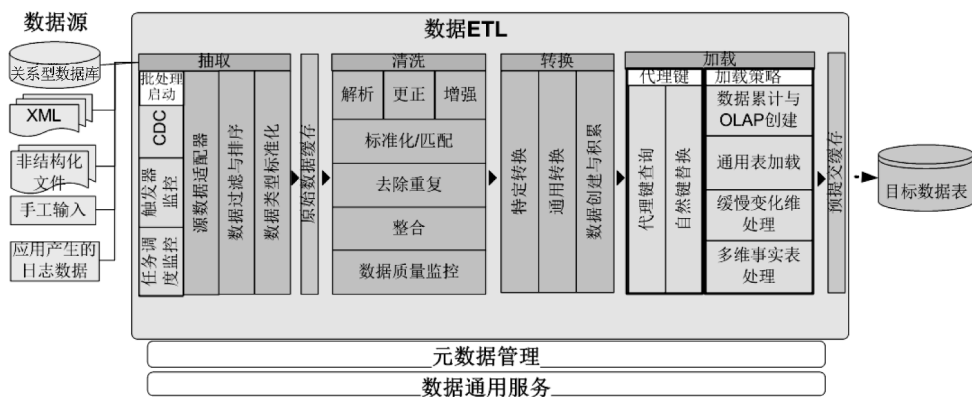 数据源
关系型数据库
XML
非结构化
文件
手工输入
应用产生的
日志数据
数据ETL
抽取
批处理
启动
CDC
触发器
监控
任务调
度监控
源数据适配器
数据过滤与排序
数据类型标准化
原始数据缓存
清洗
解析
更正
增强
标准化/匹配
去除重复
整合
数据质量监控
转换
特定转换
通用转换
数据创建与积累
加载
代理键
代理键查询
自然键替换
加载策略
数据累计与
OLAP创建
通用表加载
缓慢变化维
处理
多维事实表
处理
预提交缓存
目标数据表
元数据管理
数据通用服务